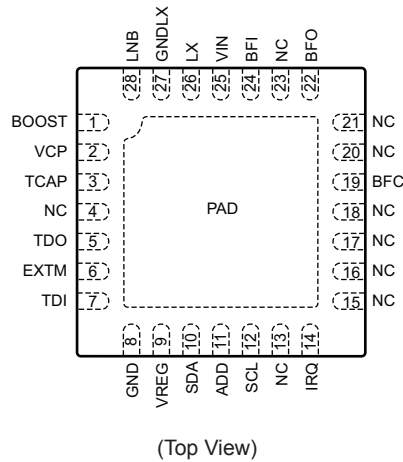 LNB
GNDLX
LX
VIN
BFI
NC
BFO
28
27
26
25
24
23
22
BOOST 1
VCP 2
TCAP 3
NC 4
TDO 5
EXTM 6
TDI 7
PAD
21 NC
20 NC
19 BFC
18 NC
17 NC
16 NC
15 NC
8
9
10
11
12
13
14
GND
VREG
SDA
ADD
SCL
NC
IRQ
(Top View)